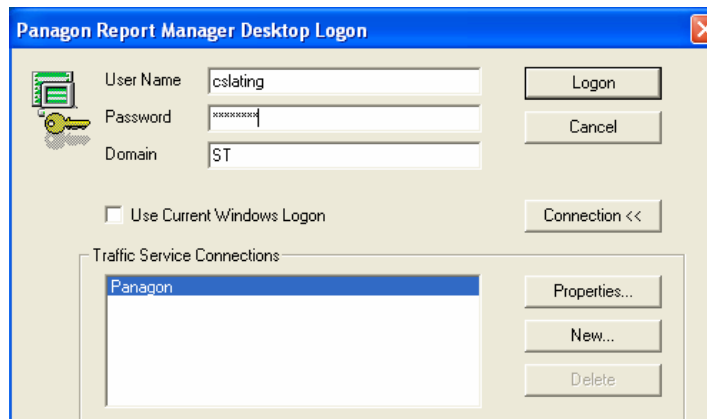 Panagon Report Manager Desktop Logon
User Name cslating Logon
Password ******** Cancel
Domain ST
Use Current Windows Logon Connection <<
Traffic Service Connections
Panagon Properties...
New...
Delete